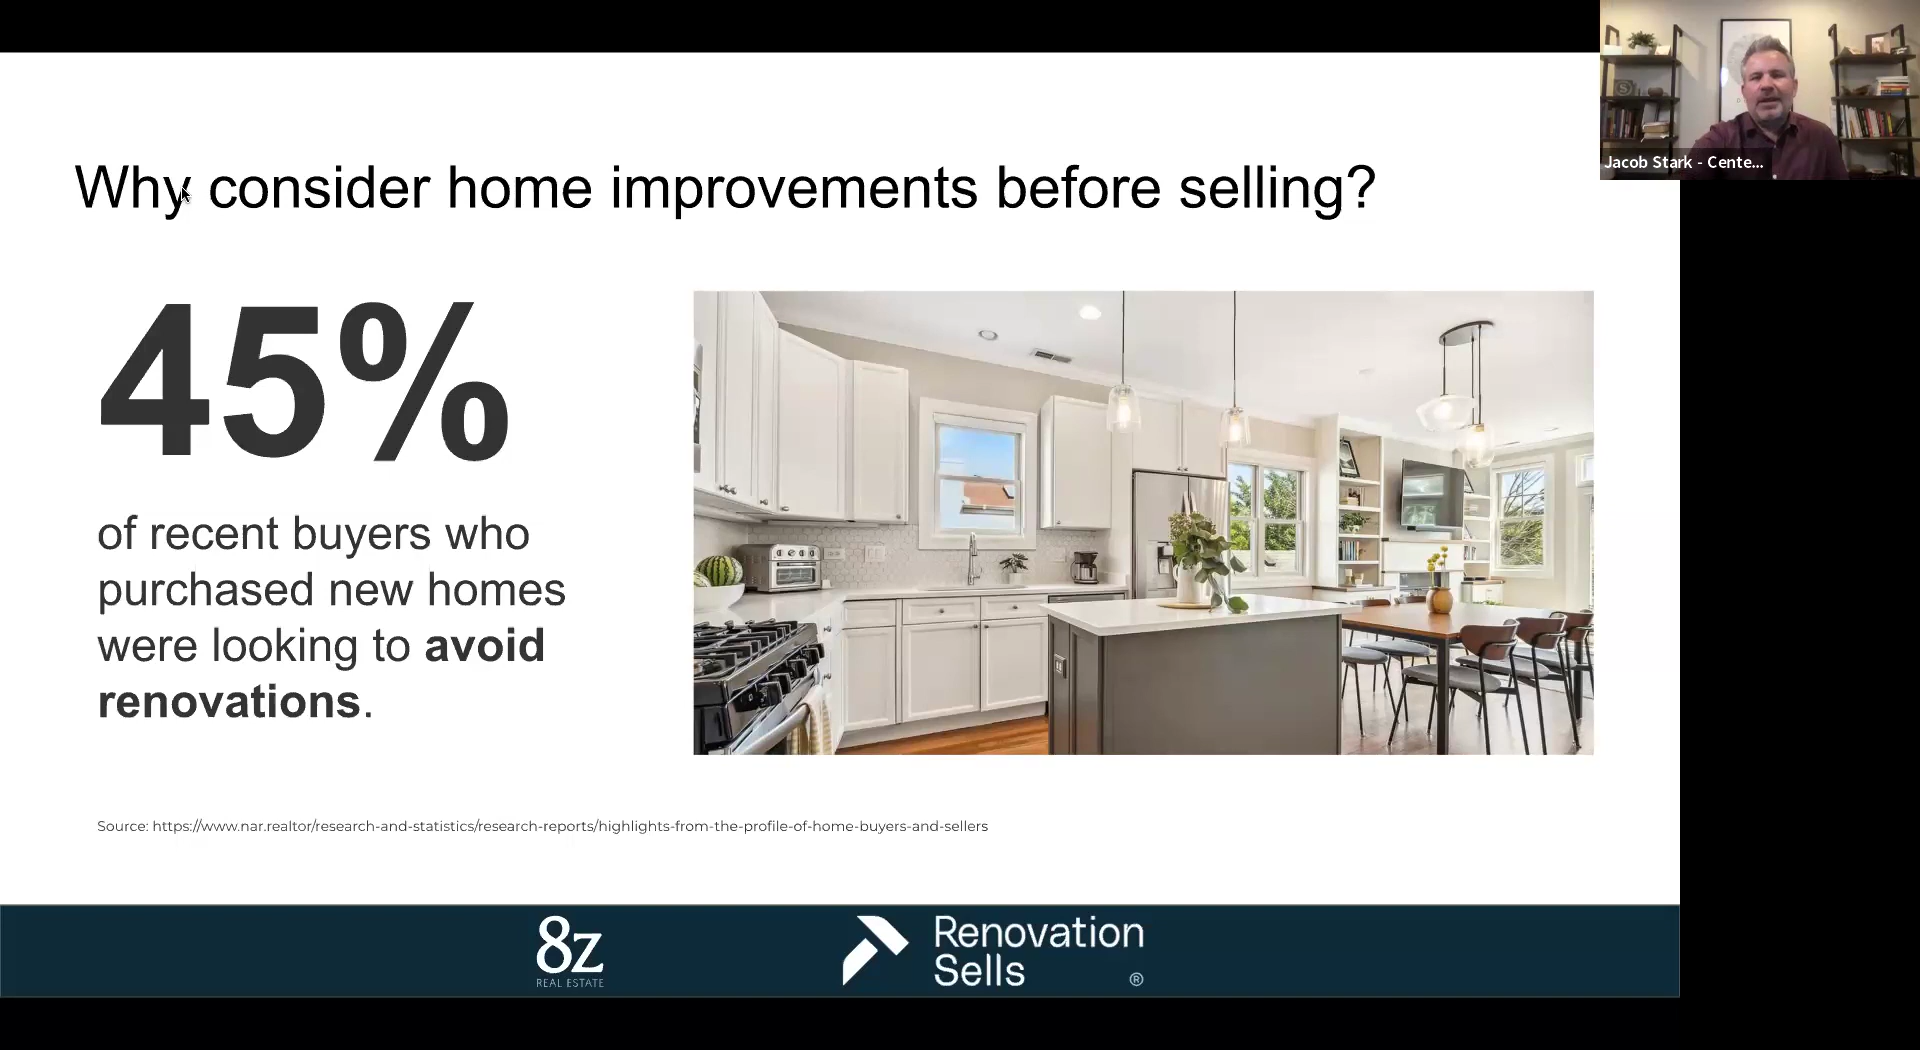 Why consider home improvements before selling?
45%
of recent buyers who
purchased new homes
were looking to avoid
renovations.
Source: https://www.nar.realtor/research-and-statistics/research-reports/highlights-from-the-profile-of-home-buyers-and-sellers
8z
REAL ESTATE
Renovation
Sells
®
Jacob Stark - Cente...